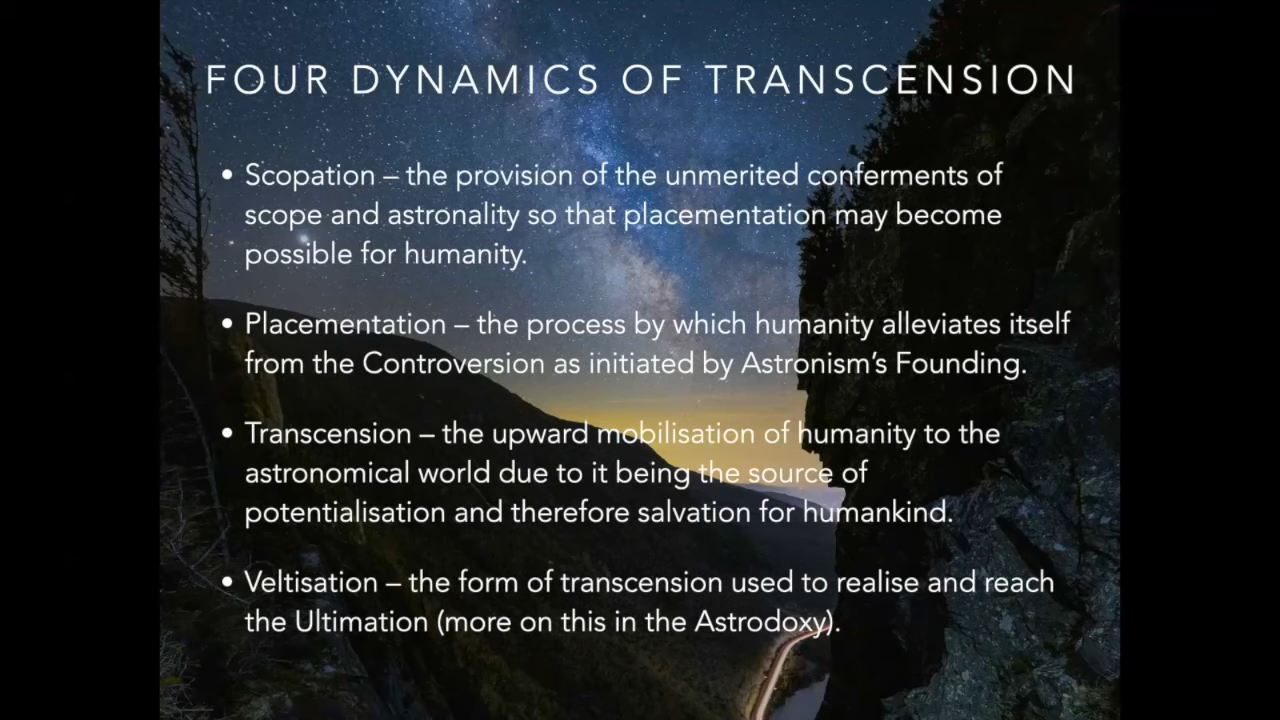 FOUR DYNAMICS OF TRANSCENSION
• Scopation – the provision of the unmerited conferments of
scope and astronality so that placementation may become
possible for humanity.
• Placementation – the process by which humanity alleviates itself
from the Controversion as initiated by Astronism’s Founding.
• Transcension – the upward mobilisation of humanity to the
astronomical world due to it being the source of
potentialisation and therefore salvation for humankind.
• Veltisation – the form of transcension used to realise and reach
the Ultimation (more on this in the Astrodoxy).